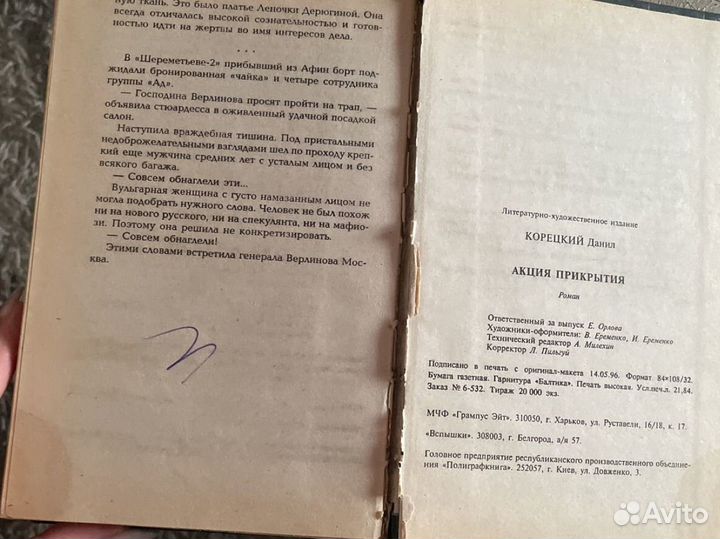 ную ткань. Это было платье Леночки Дерюгиной. Она
всегда отличалась высокой сознательностью и готов-
ностью идти на жертвы во имя интересов дела.
* * *
В «Шереметьеве-2» прибывший из Афин борт под-
жидали бронированная «чайка» и четыре сотрудника
группы «Ад».
— Господина Верлинова просят пройти на трап, —
объявила стюардесса в оживленный удачной посадкой
салон.
Наступила враждебная тишина. Под пристальными
недоброжелательными взглядами шел по проходу креп-
кий еще мужчина средних лет с усталым лицом и без
всякого багажа.
— Совсем обнаглели эти...
Вульгарная женщина с густо намазанным лицом не
могла подобрать нужного слова. Человек не был похож
ни на нового русского, ни на спекулянта, ни на мафио-
зи. Поэтому она решила не конкретизировать.
— Совсем обнаглели!
Этими словами встретила генерала Верлинова Мос-
ква.
Литературно-художественное издание
КОРЕЦКИЙ Данил
АКЦИЯ ПРИКРЫТИЯ
Роман
Ответственный за выпуск Е. Орлова
Художники-оформители: В. Еременко, И. Еременко
Технический редактор А. Милехин
Корректор Л. Пильгуй
Подписано в печать с оригинал-макета 14.05.96. Формат 84×108/32.
Бумага газетная. Гарнитура «Балтика». Печать высокая. Усл.печ.л. 21,84.
Заказ № 6-532. Тираж 20 000 экз.
МЧФ «Грампус Эйт». 310050, г. Харьков, ул. Руставели, 16/18, к. 17.
«Вспышки». 308003, г. Белгород, а/я 57.
Головное предприятие республиканского производственного объедине-
ния «Полиграфкнига». 252057, г. Киев, ул. Довженко, 3.
Avito